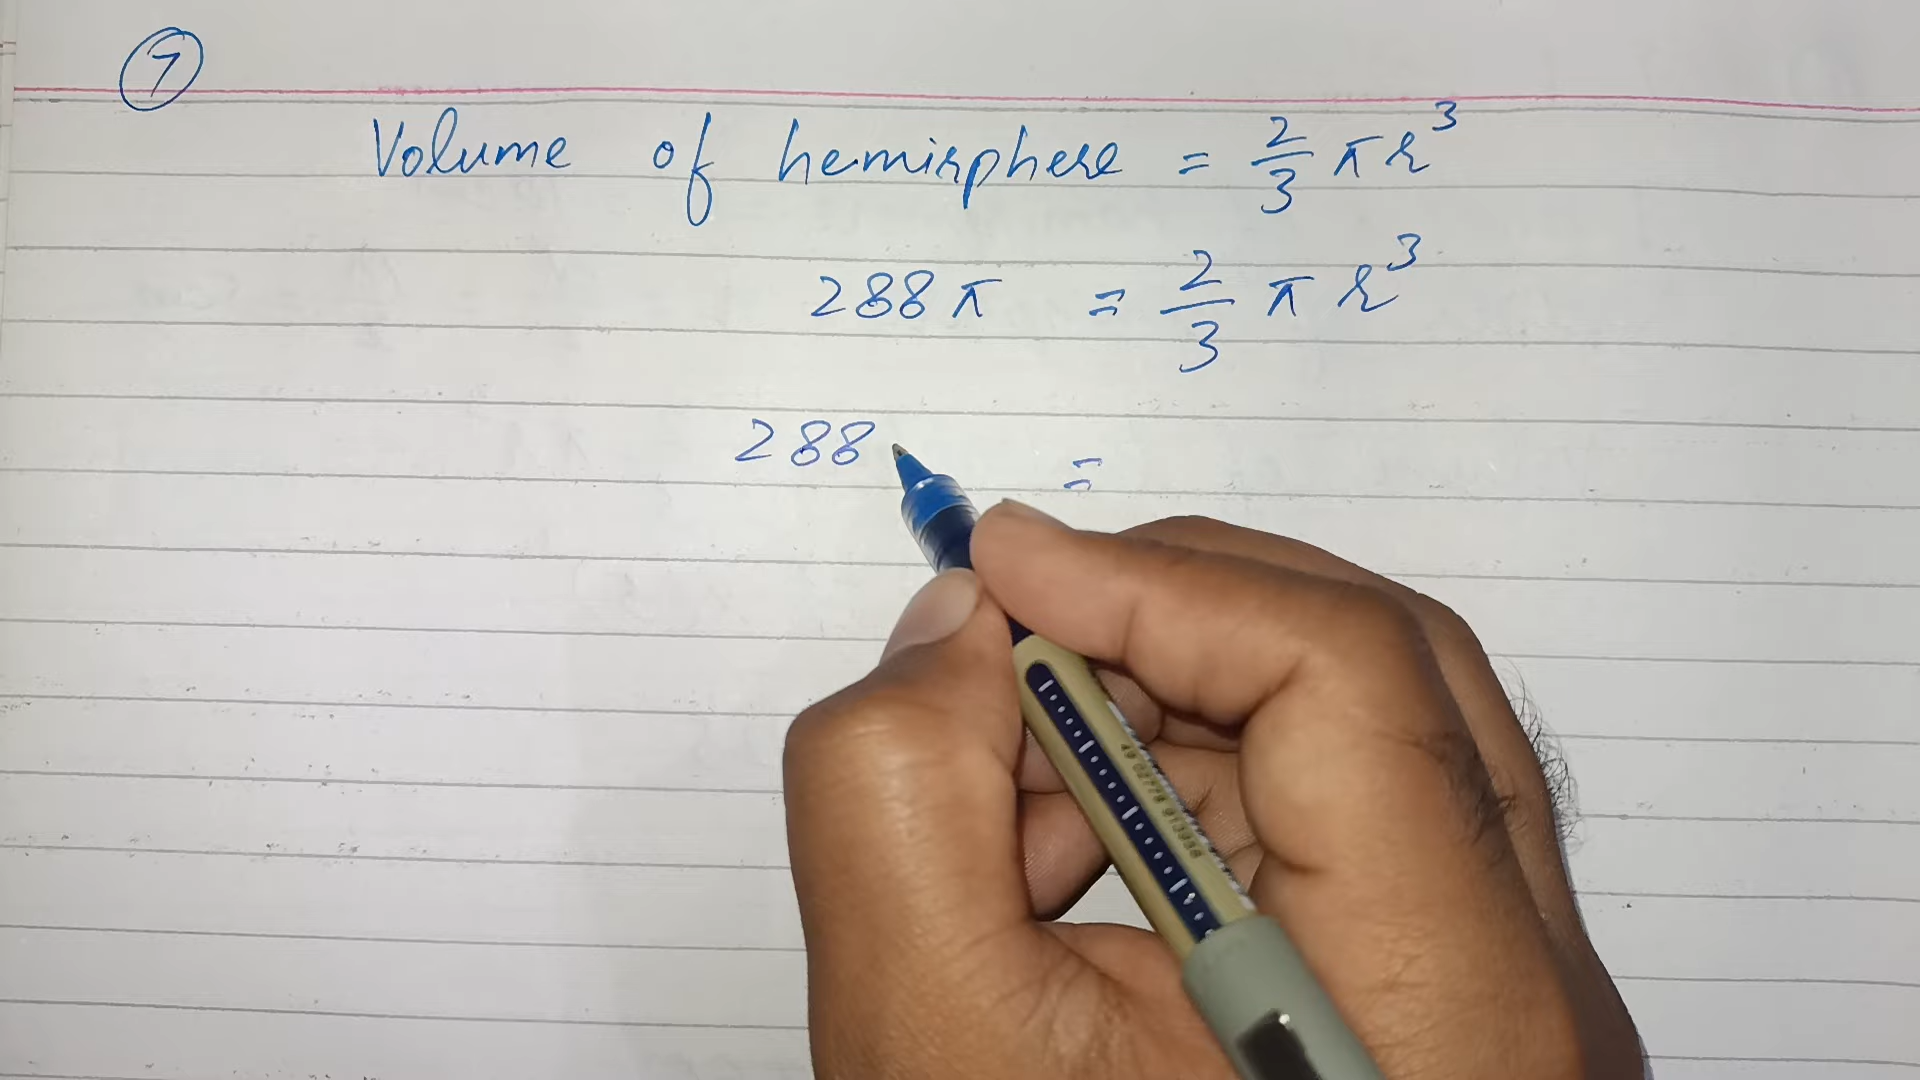 7
Volume of hemisphere = 2/3 π r³
288 π = 2/3 π r³
288 =